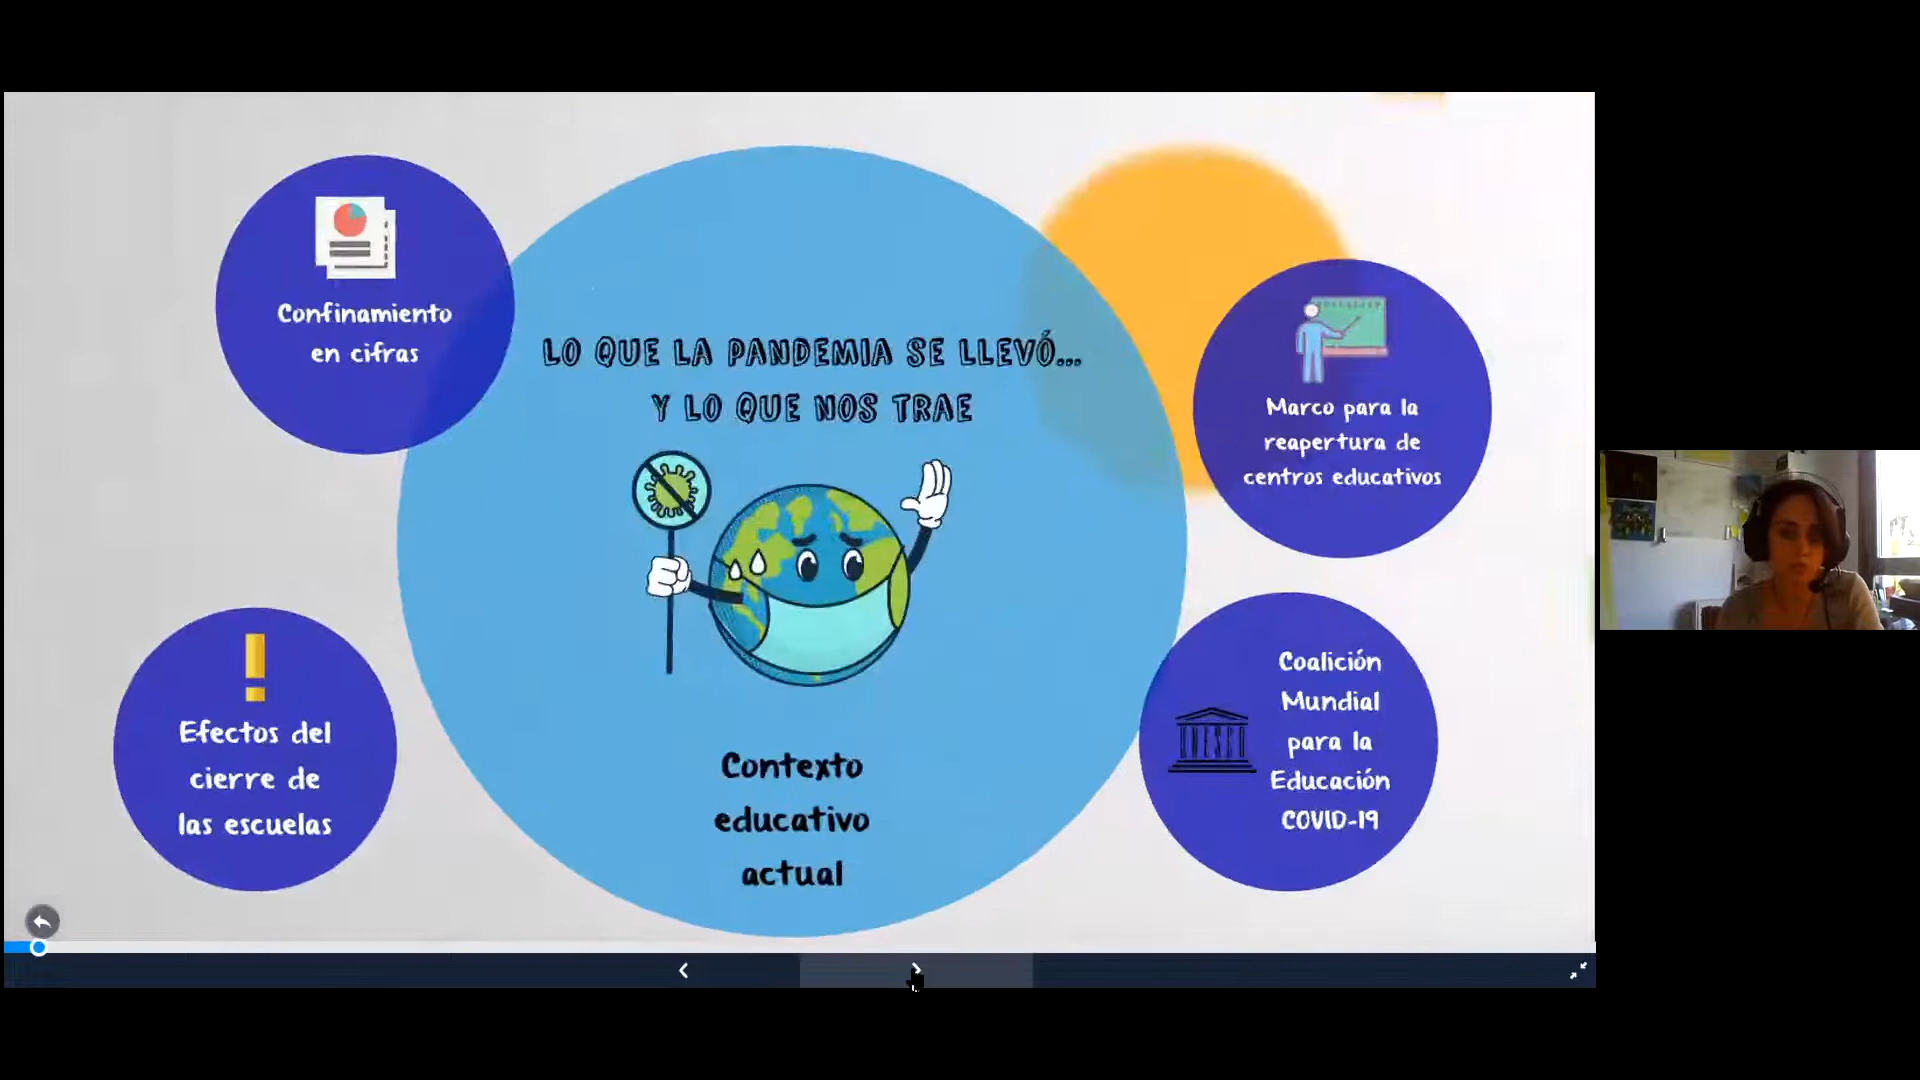 Confinamiento
en cifras
LO QUE LA PANDEMIA SE LLEVÓ...
Y LO QUE NOS TRAE
Contexto
educativo
actual
Efectos del
cierre de
las escuelas
Marco para la
reapertura de
centros educativos
UNESCO
Coalición
Mundial
para la
Educación
COVID-19